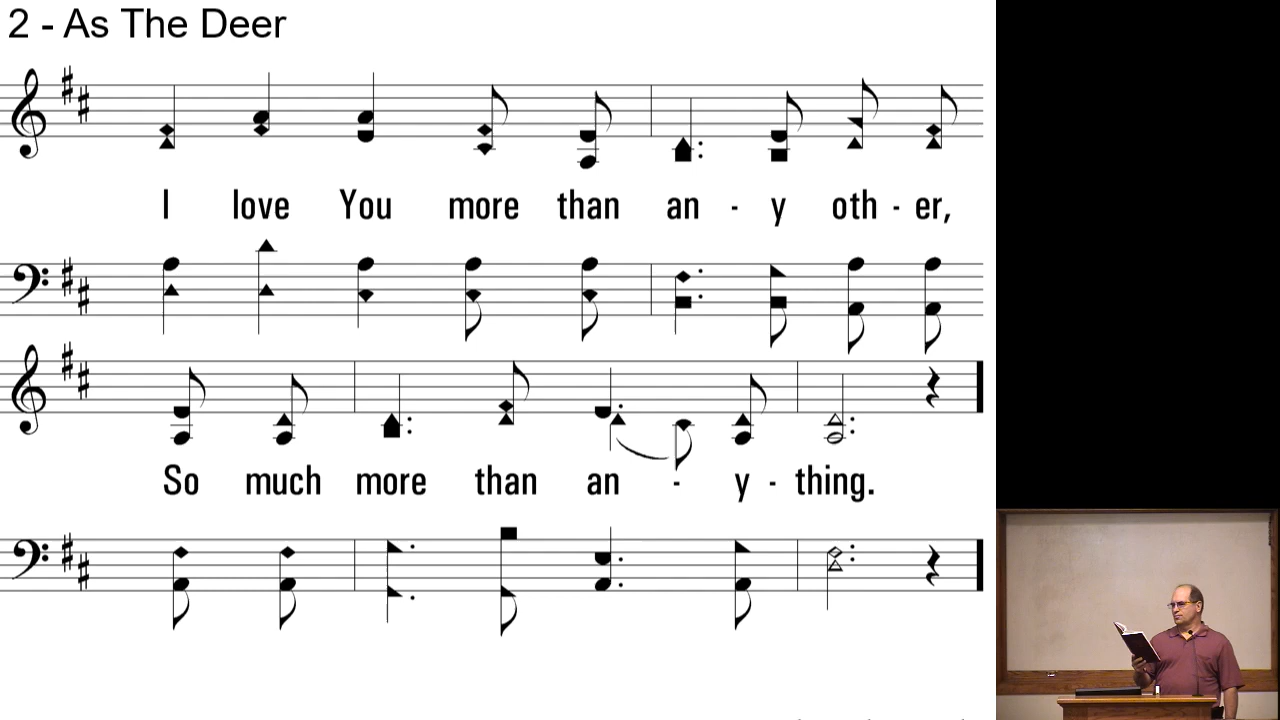 2 - As The Deer
I love You more than an - y oth - er,
So much more than an - y - thing.